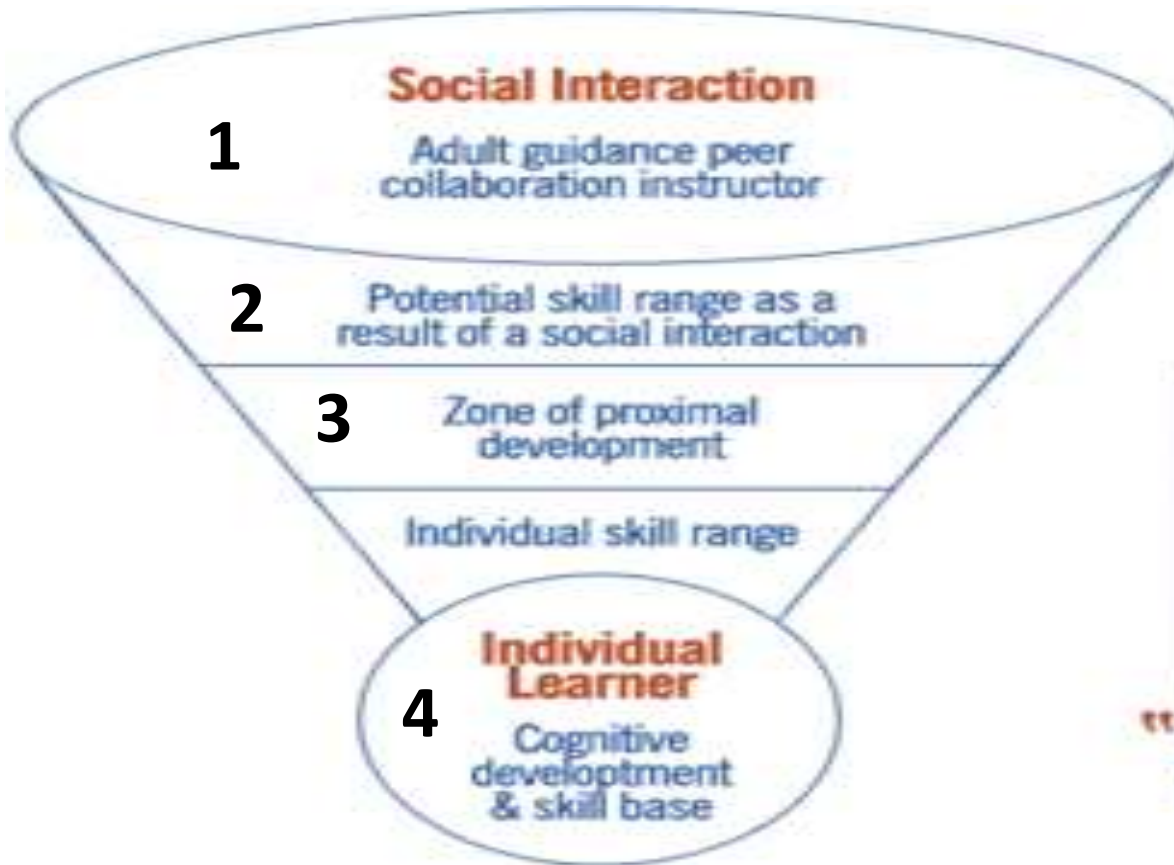 Social Interaction
1
Adult guidance peer
collaboration instructor
2
Potential skill range as a
result of a social interaction
3
Zone of proximal
development
Individual skill range
Individual
Learner
4
Cognitive
developtment
& skill base